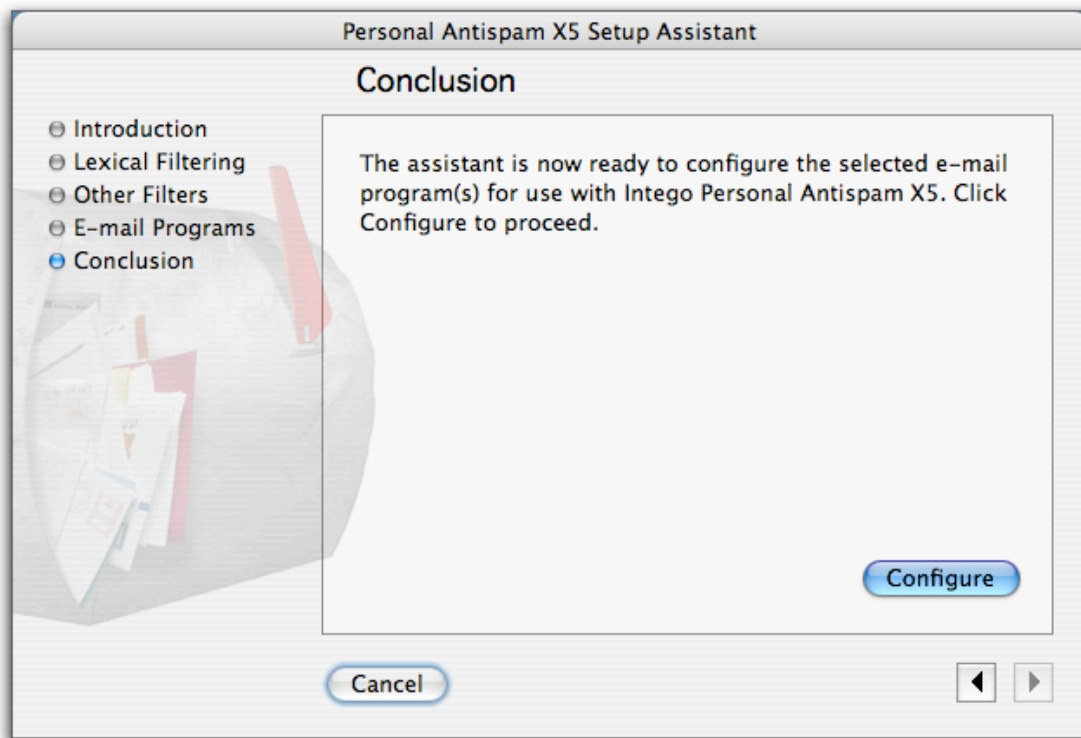 Personal Antispam X5 Setup Assistant
Conclusion
Introduction
Lexical Filtering
Other Filters
E-mail Programs
Conclusion
The assistant is now ready to configure the selected e-mail
program(s) for use with Intego Personal Antispam X5. Click
Configure to proceed.
Configure
Cancel